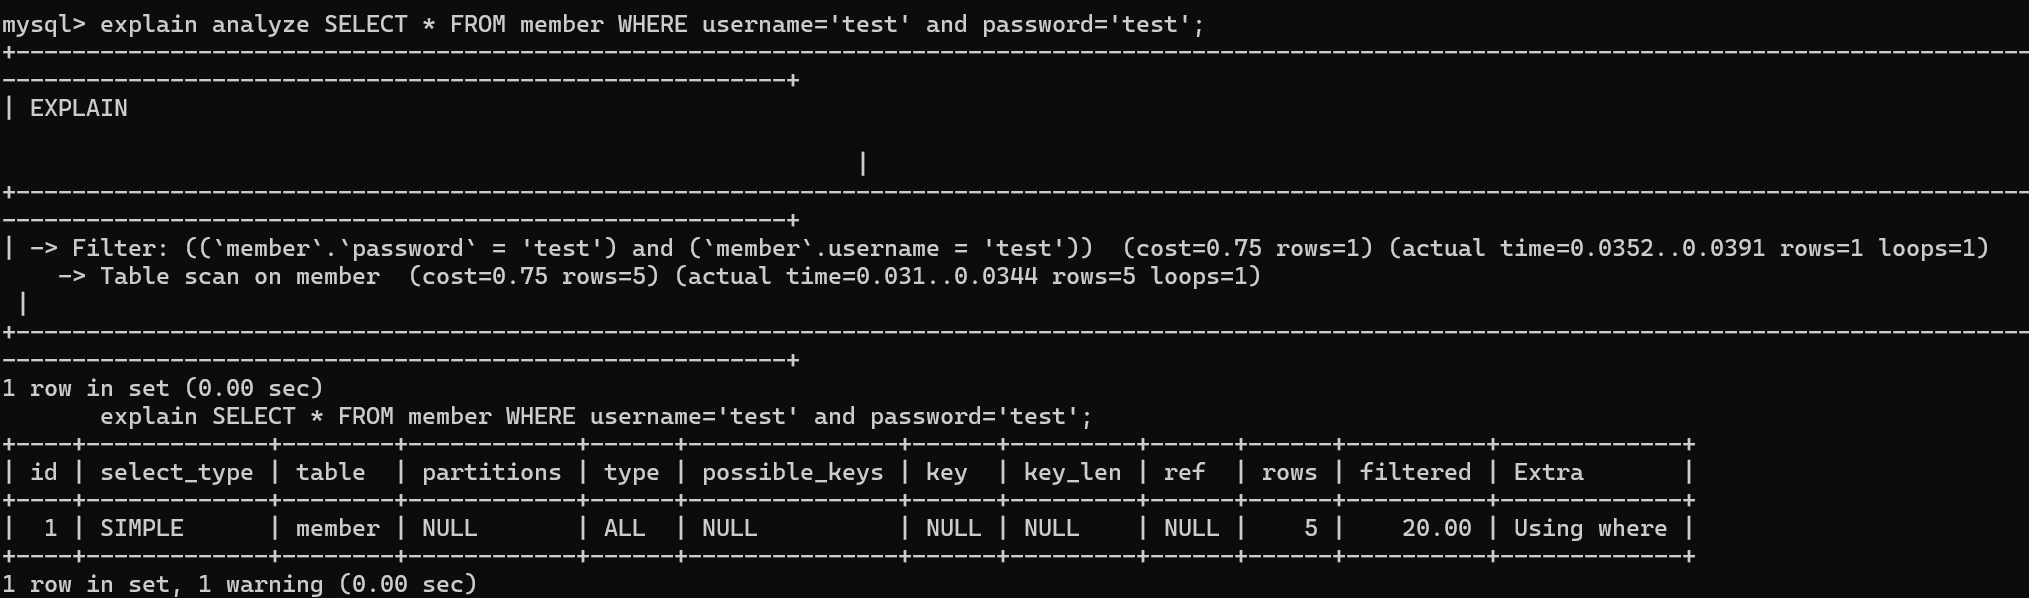 mysql> explain analyze SELECT * FROM member WHERE username='test' and password='test';
+------------------------------------------------------------------------------------------------------------------------------------------------
--------------------------------------------------------+
| EXPLAIN
|
+------------------------------------------------------------------------------------------------------------------------------------------------
--------------------------------------------------------+
| -> Filter: ((`member`.`password` = 'test') and (`member`.username = 'test'))  (cost=0.75 rows=1) (actual time=0.0352..0.0391 rows=1 loops=1)
    -> Table scan on member  (cost=0.75 rows=5) (actual time=0.031..0.0344 rows=5 loops=1)
 |
+------------------------------------------------------------------------------------------------------------------------------------------------
--------------------------------------------------------+
1 row in set (0.00 sec)
       explain SELECT * FROM member WHERE username='test' and password='test';
+----+-------------+--------+------------+------+---------------+------+---------+------+------+----------+-------------+
| id | select_type | table  | partitions | type | possible_keys | key  | key_len | ref  | rows | filtered | Extra       |
+----+-------------+--------+------------+------+---------------+------+---------+------+------+----------+-------------+
|  1 | SIMPLE      | member | NULL       | ALL  | NULL          | NULL | NULL    | NULL |    5 |    20.00 | Using where |
+----+-------------+--------+------------+------+---------------+------+---------+------+------+----------+-------------+
1 row in set, 1 warning (0.00 sec)